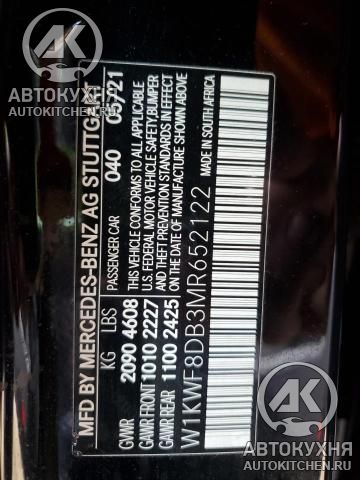 MFD BY MERCEDES-BENZ AG STUTTGART
KG LBS PASSENGER CAR 040 05/21
GVWR 2090 4608
GAWR FRONT 1010 2227
GAWR REAR 1100 2425
THIS VEHICLE CONFORMS TO ALL APPLICABLE
U.S. FEDERAL MOTOR VEHICLE SAFETY, BUMPER
AND THEFT PREVENTION STANDARDS IN EFFECT
ON THE DATE OF MANUFACTURE SHOWN ABOVE.
W1KWF8DB3MR652122
MADE IN SOUTH AFRICA
АК
АВТОКУХНЯ
AUTOKITCHEN.RU
АК
АВТОКУХНЯ
AUTOKITCHEN.RU